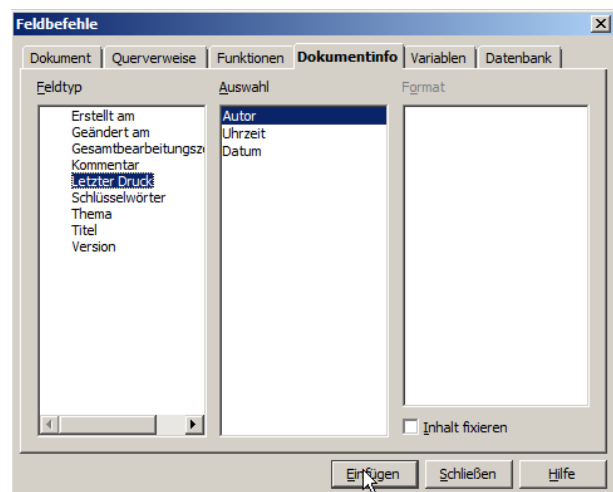 Feldbefehle
Dokument Querverweise Funktionen Dokumentinfo Variablen Datenbank
Feldtyp Auswahl Format
Erstellt am
Geändert am
Gesamtbearbeitungsz
Kommentar
Letzter Druck
Schlüsselwörter
Thema
Titel
Version
Autor
Uhrzeit
Datum
Inhalt fixieren
Einfügen Schließen Hilfe